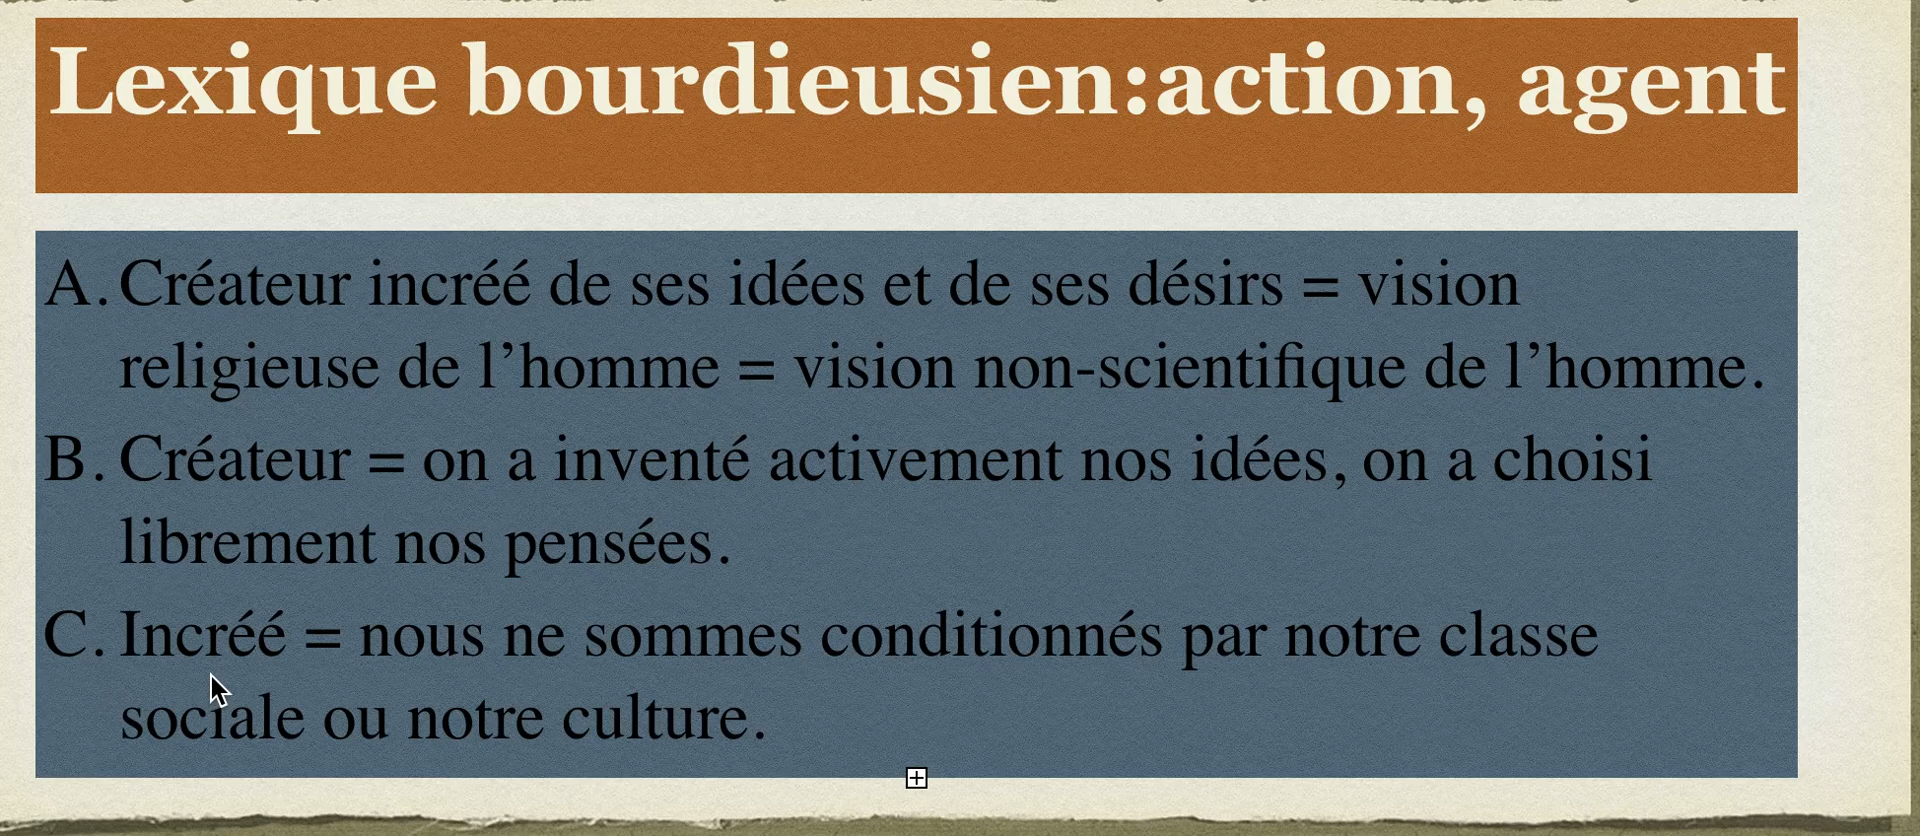 Lexique bourdieusien:action, agent
A. Créateur incréé de ses idées et de ses désirs = vision
religieuse de l’homme = vision non-scientifique de l’homme.
B. Créateur = on a inventé activement nos idées, on a choisi
librement nos pensées.
C. Incréé = nous ne sommes conditionnés par notre classe
sociale ou notre culture.